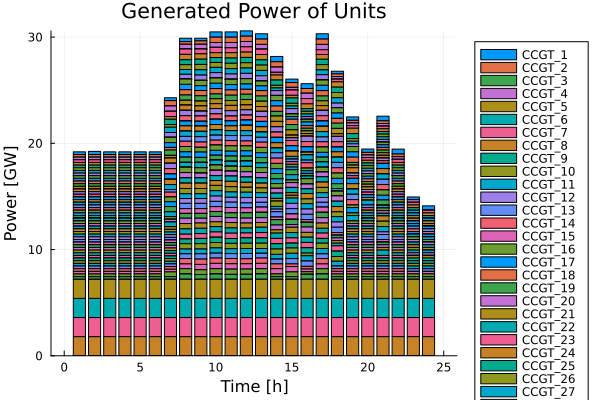 Generated Power of Units
Power [GW]
30
20
10
0
0
5
10
15
20
25
Time [h]
CCGT_1
CCGT_2
CCGT_3
CCGT_4
CCGT_5
CCGT_6
CCGT_7
CCGT_8
CCGT_9
CCGT_10
CCGT_11
CCGT_12
CCGT_13
CCGT_14
CCGT_15
CCGT_16
CCGT_17
CCGT_18
CCGT_19
CCGT_20
CCGT_21
CCGT_22
CCGT_23
CCGT_24
CCGT_25
CCGT_26
CCGT_27